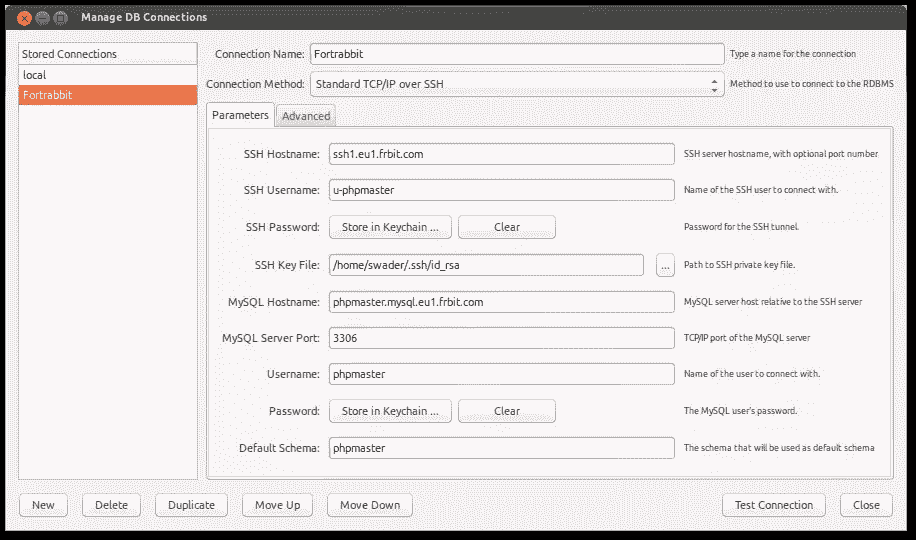 Manage DB Connections
Stored Connections
local
Fortrabbit
Connection Name: Fortrabbit Type a name for the connection
Connection Method: Standard TCP/IP over SSH Method to use to connect to the RDBMS
Parameters Advanced
SSH Hostname: ssh1.eu1.frbit.com SSH server hostname, with optional port number
SSH Username: u-phpmaster Name of the SSH user to connect with.
SSH Password: Store in Keychain ... Clear Password for the SSH tunnel.
SSH Key File: /home/swader/.ssh/id_rsa ... Path to SSH private key file.
MySQL Hostname: phpmaster.mysql.eu1.frbit.com MySQL server host relative to the SSH server
MySQL Server Port: 3306 TCP/IP port of the MySQL server
Username: phpmaster Name of the user to connect with.
Password: Store in Keychain ... Clear The MySQL user's password.
Default Schema: phpmaster The schema that will be used as default schema
New Delete Duplicate Move Up Move Down Test Connection Close